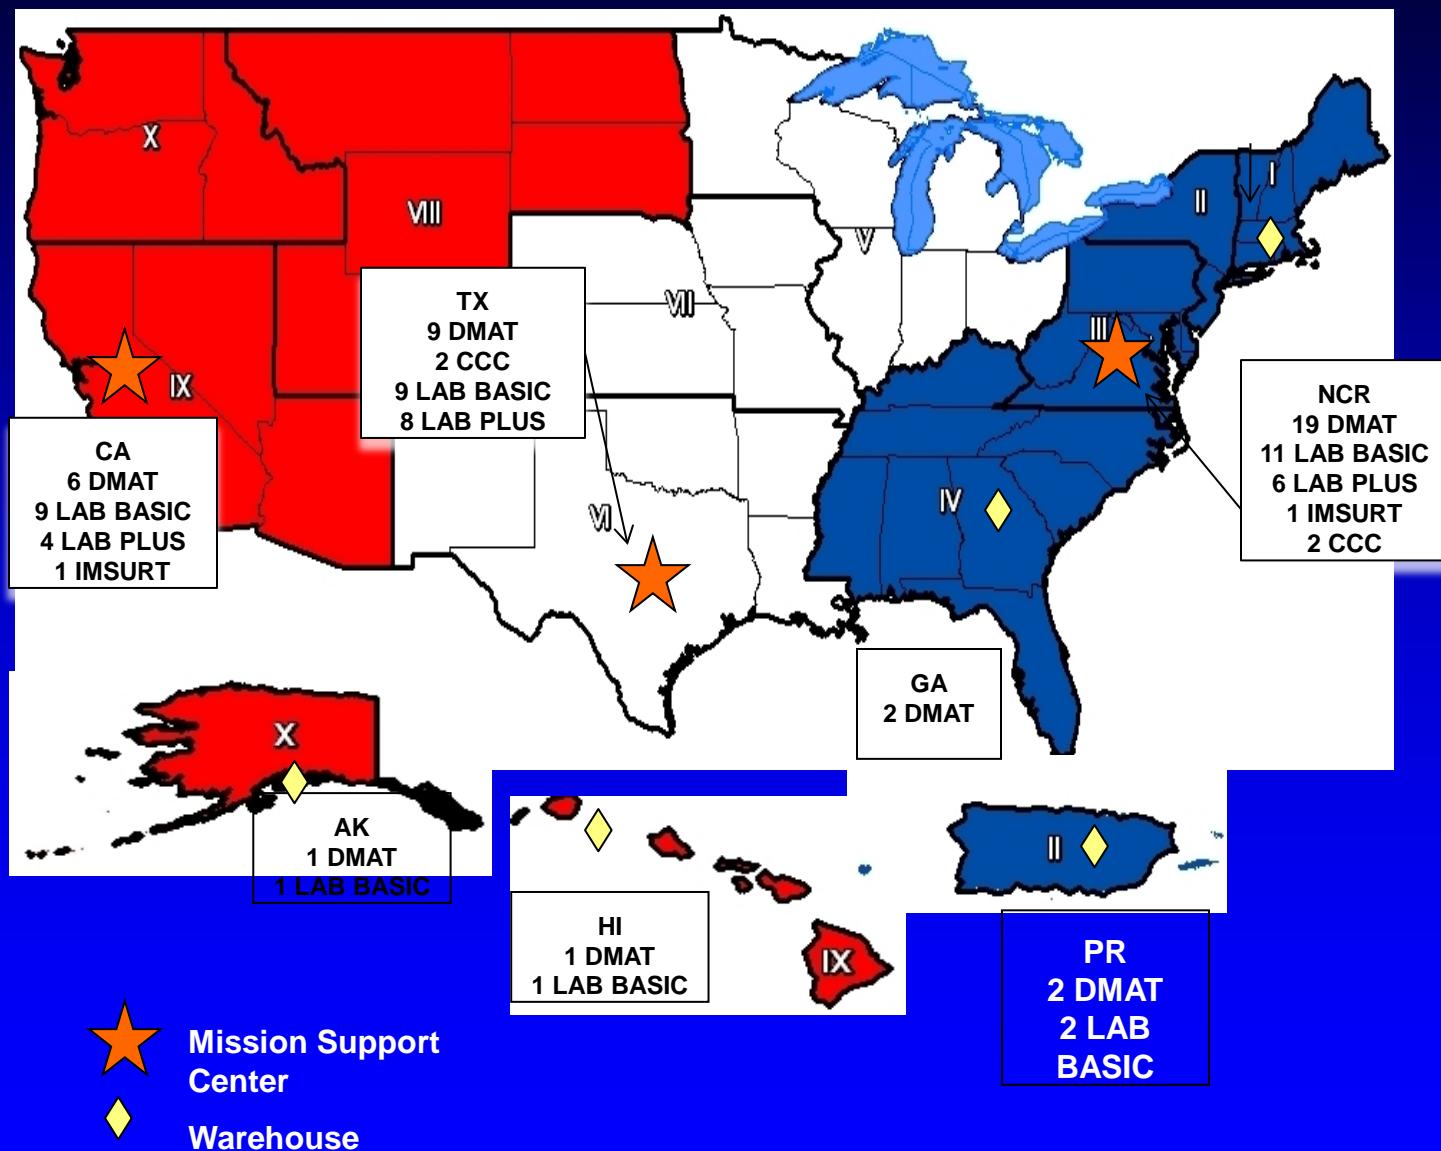 X
VIII
I
II
V
VII
III
IX
IV
VI
TX
9 DMAT
2 CCC
9 LAB BASIC
8 LAB PLUS
NCR
19 DMAT
11 LAB BASIC
6 LAB PLUS
1 IMSURT
2 CCC
CA
6 DMAT
9 LAB BASIC
4 LAB PLUS
1 IMSURT
GA
2 DMAT
X
AK
1 DMAT
1 LAB BASIC
HI
1 DMAT
1 LAB BASIC
IX
II
PR
2 DMAT
2 LAB
BASIC
Mission Support
Center
Warehouse